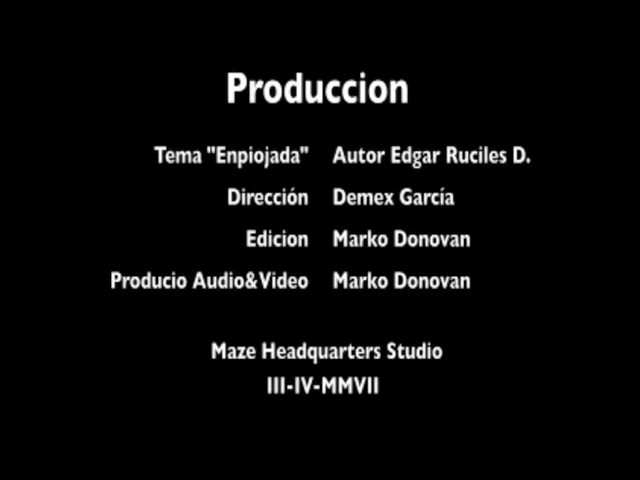 Produccion
Tema "Enpiojada" Autor Edgar Ruciles D.
Dirección Demex García
Edicion Marko Donovan
Producio Audio&Video Marko Donovan
Maze Headquarters Studio
III-IV-MMVII